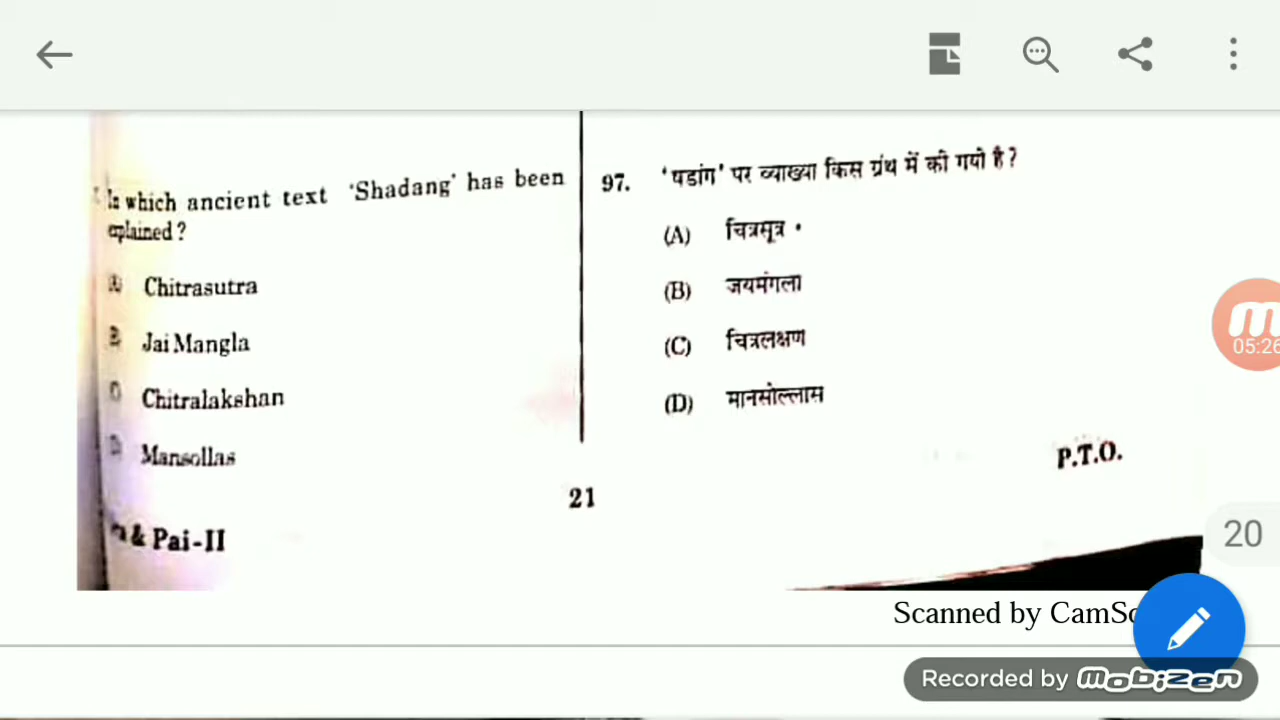 In which ancient text 'Shadang' has been
explained?
(A) Chitrasutra
Jai Mangla
Chitralakshan
Mansollas
& Pai-II
97. 'षडांग' पर व्याख्या किस ग्रंथ में की गयी है?
(A) चित्रसूत्र
(B) जयमंगला
(C) चित्रलक्षण
(D) मानसोल्लास
21
P.T.O.
Scanned by CamSc
20
05:26
Recorded by mobizen